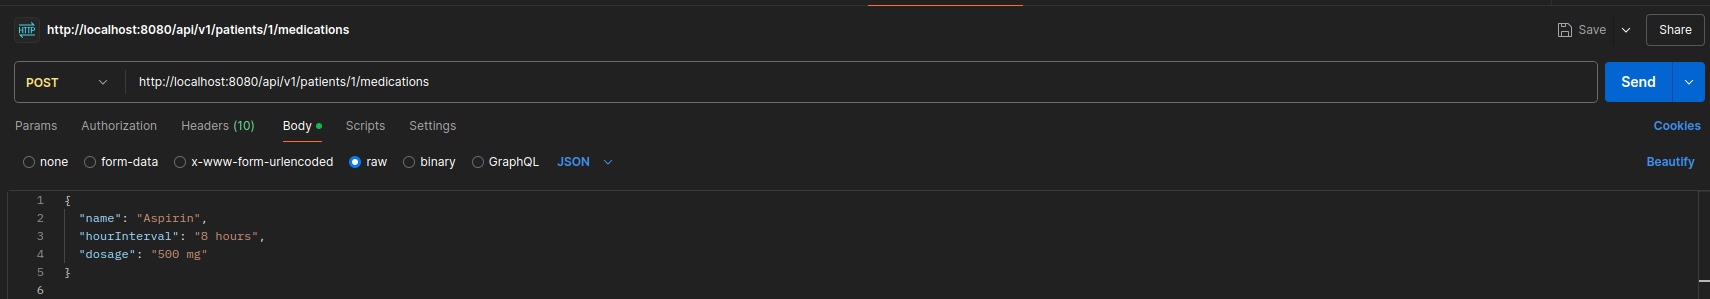 HTTP http://localhost:8080/api/v1/patients/1/medications Save Share
POST http://localhost:8080/api/v1/patients/1/medications Send
Params Authorization Headers (10) Body Scripts Settings Cookies
none form-data x-www-form-urlencoded raw binary GraphQL JSON Beautify
1 {
2 "name": "Aspirin",
3 "hourInterval": "8 hours",
4 "dosage": "500 mg"
5 }
6